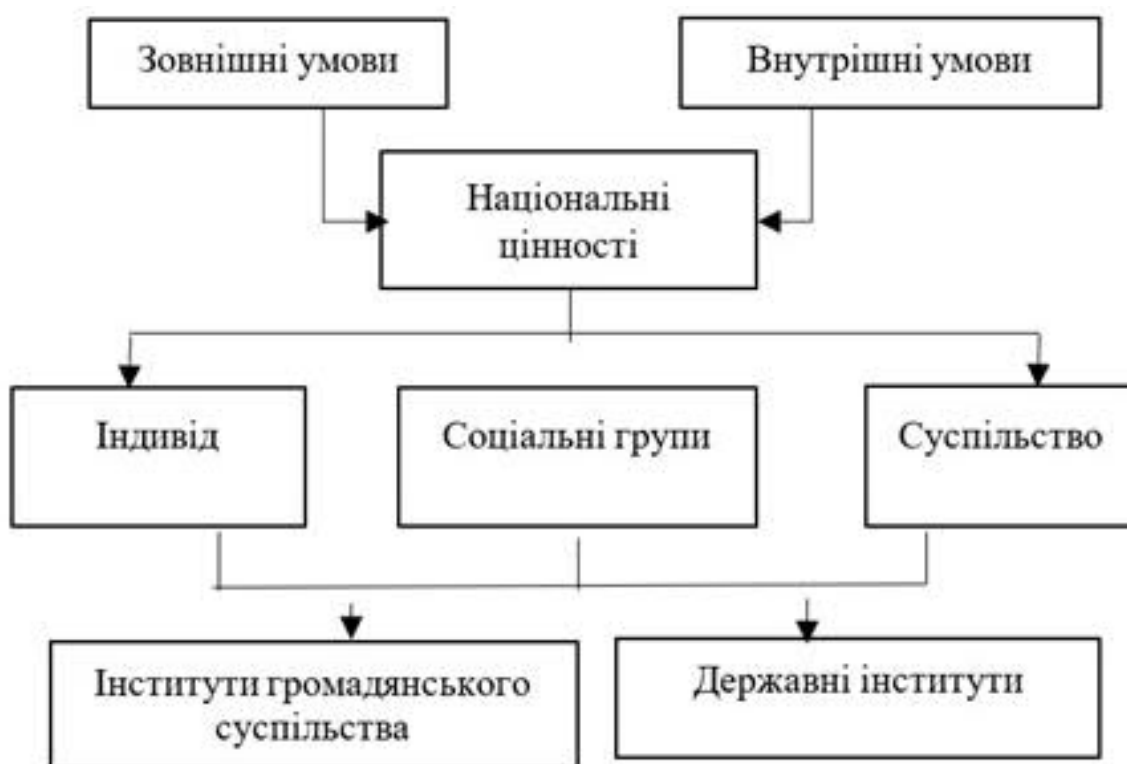 Зовнішні умови
Внутрішні умови
Національні
цінності
Індивід
Соціальні групи
Суспільство
Інститути громадянського
суспільства
Державні інститути